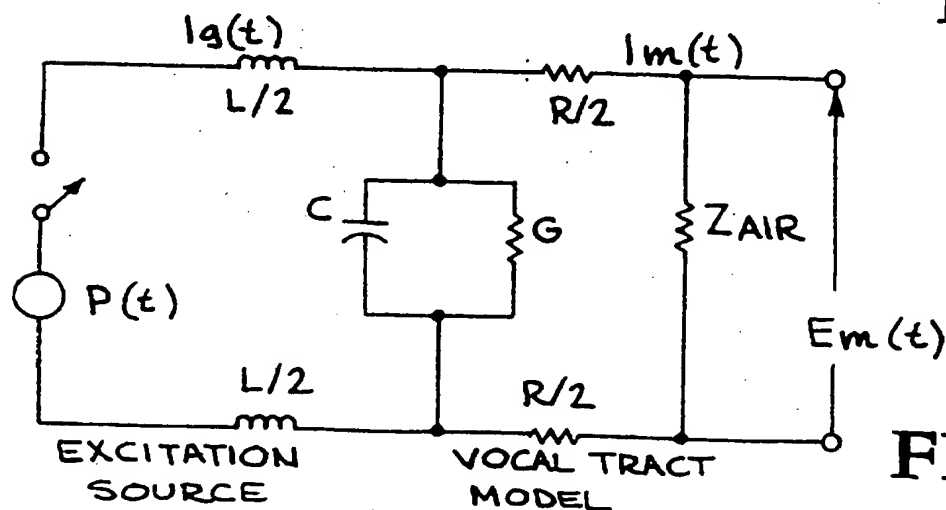 Ig(t)
Im(t)
L/2
R/2
C
G
ZAIR
P(t)
Em(t)
L/2
R/2
EXCITATION
SOURCE
VOCAL TRACT
MODEL